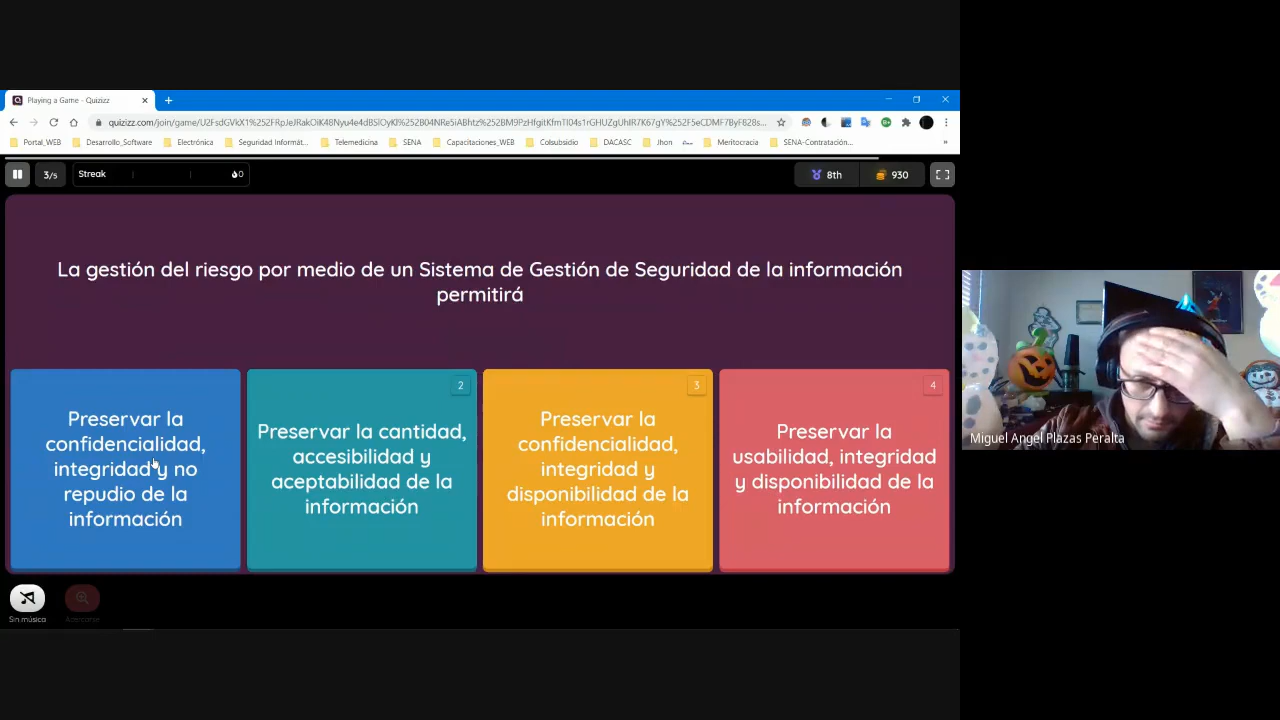 Playing a Game - Quizizz
Portal_WEB Desarrollo_Software Electrónica Seguridad Informát... Telemedicina SENA Capacitaciones_WEB Colsubsidio DACASC Jhon Meritocracia SENA-Contratación... »
3/5 Streak 0 8th 930
La gestión del riesgo por medio de un Sistema de Gestión de Seguridad de la información
permitirá
Preservar la
confidencialidad,
integridad y no
repudio de la
información
2
Preservar la cantidad,
accesibilidad y
aceptabilidad de la
información
3
Preservar la
confidencialidad,
integridad y
disponibilidad de la
información
4
Preservar la
usabilidad, integridad
y disponibilidad de la
información
Sin música Acercarse
Miguel Angel Plazas Peralta